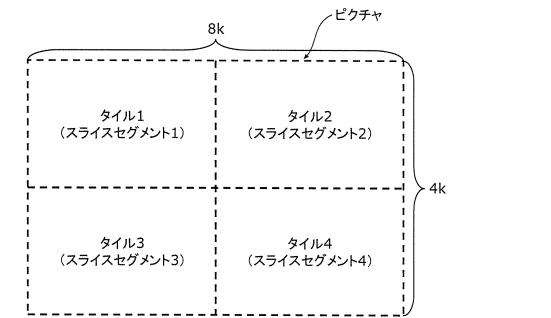 ピクチャ
8k
タイル1
（スライスセグメント1）
タイル2
（スライスセグメント2）
4k
タイル3
（スライスセグメント3）
タイル4
（スライスセグメント4）